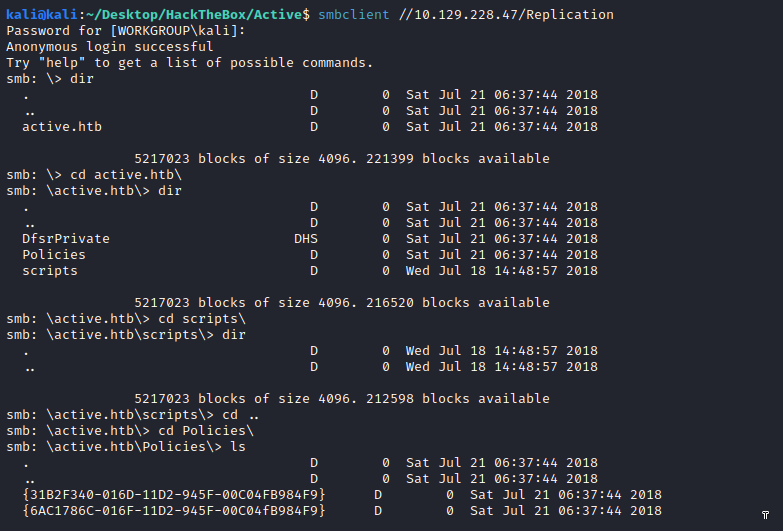 kali@kali:~/Desktop/HackTheBox/Active$ smbclient //10.129.228.47/Replication
Password for [WORKGROUP\kali]:
Anonymous login successful
Try "help" to get a list of possible commands.
smb: \> dir
  .                                   D        0  Sat Jul 21 06:37:44 2018
  ..                                  D        0  Sat Jul 21 06:37:44 2018
  active.htb                          D        0  Sat Jul 21 06:37:44 2018
                5217023 blocks of size 4096. 221399 blocks available
smb: \> cd active.htb\
smb: \active.htb\> dir
  .                                   D        0  Sat Jul 21 06:37:44 2018
  ..                                  D        0  Sat Jul 21 06:37:44 2018
  DfsrPrivate                       DHS        0  Sat Jul 21 06:37:44 2018
  Policies                            D        0  Sat Jul 21 06:37:44 2018
  scripts                             D        0  Wed Jul 18 14:48:57 2018
                5217023 blocks of size 4096. 216520 blocks available
smb: \active.htb\> cd scripts\
smb: \active.htb\scripts\> dir
  .                                   D        0  Wed Jul 18 14:48:57 2018
  ..                                  D        0  Wed Jul 18 14:48:57 2018
                5217023 blocks of size 4096. 212598 blocks available
smb: \active.htb\scripts\> cd ..
smb: \active.htb\> cd Policies\
smb: \active.htb\Policies\> ls
  .                                   D        0  Sat Jul 21 06:37:44 2018
  ..                                  D        0  Sat Jul 21 06:37:44 2018
  {31B2F340-016D-11D2-945F-00C04FB984F9}      D        0  Sat Jul 21 06:37:44 2018
  {6AC1786C-016F-11D2-945F-00C04fB984F9}      D        0  Sat Jul 21 06:37:44 2018